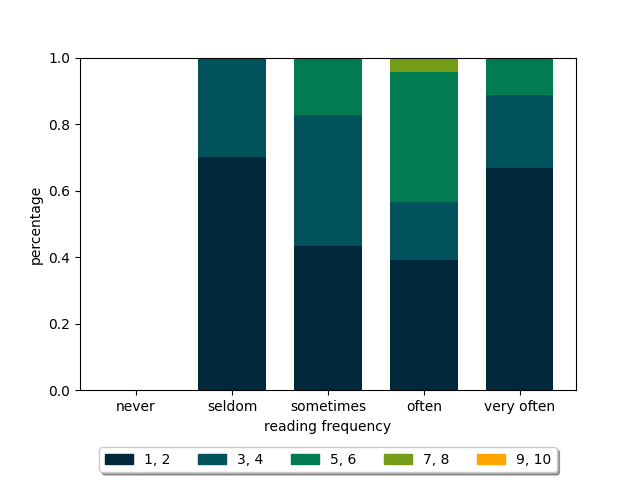 1.0
0.8
0.6
0.4
0.2
0.0
percentage
never seldom sometimes often very often
reading frequency
1, 2 3, 4 5, 6 7, 8 9, 10